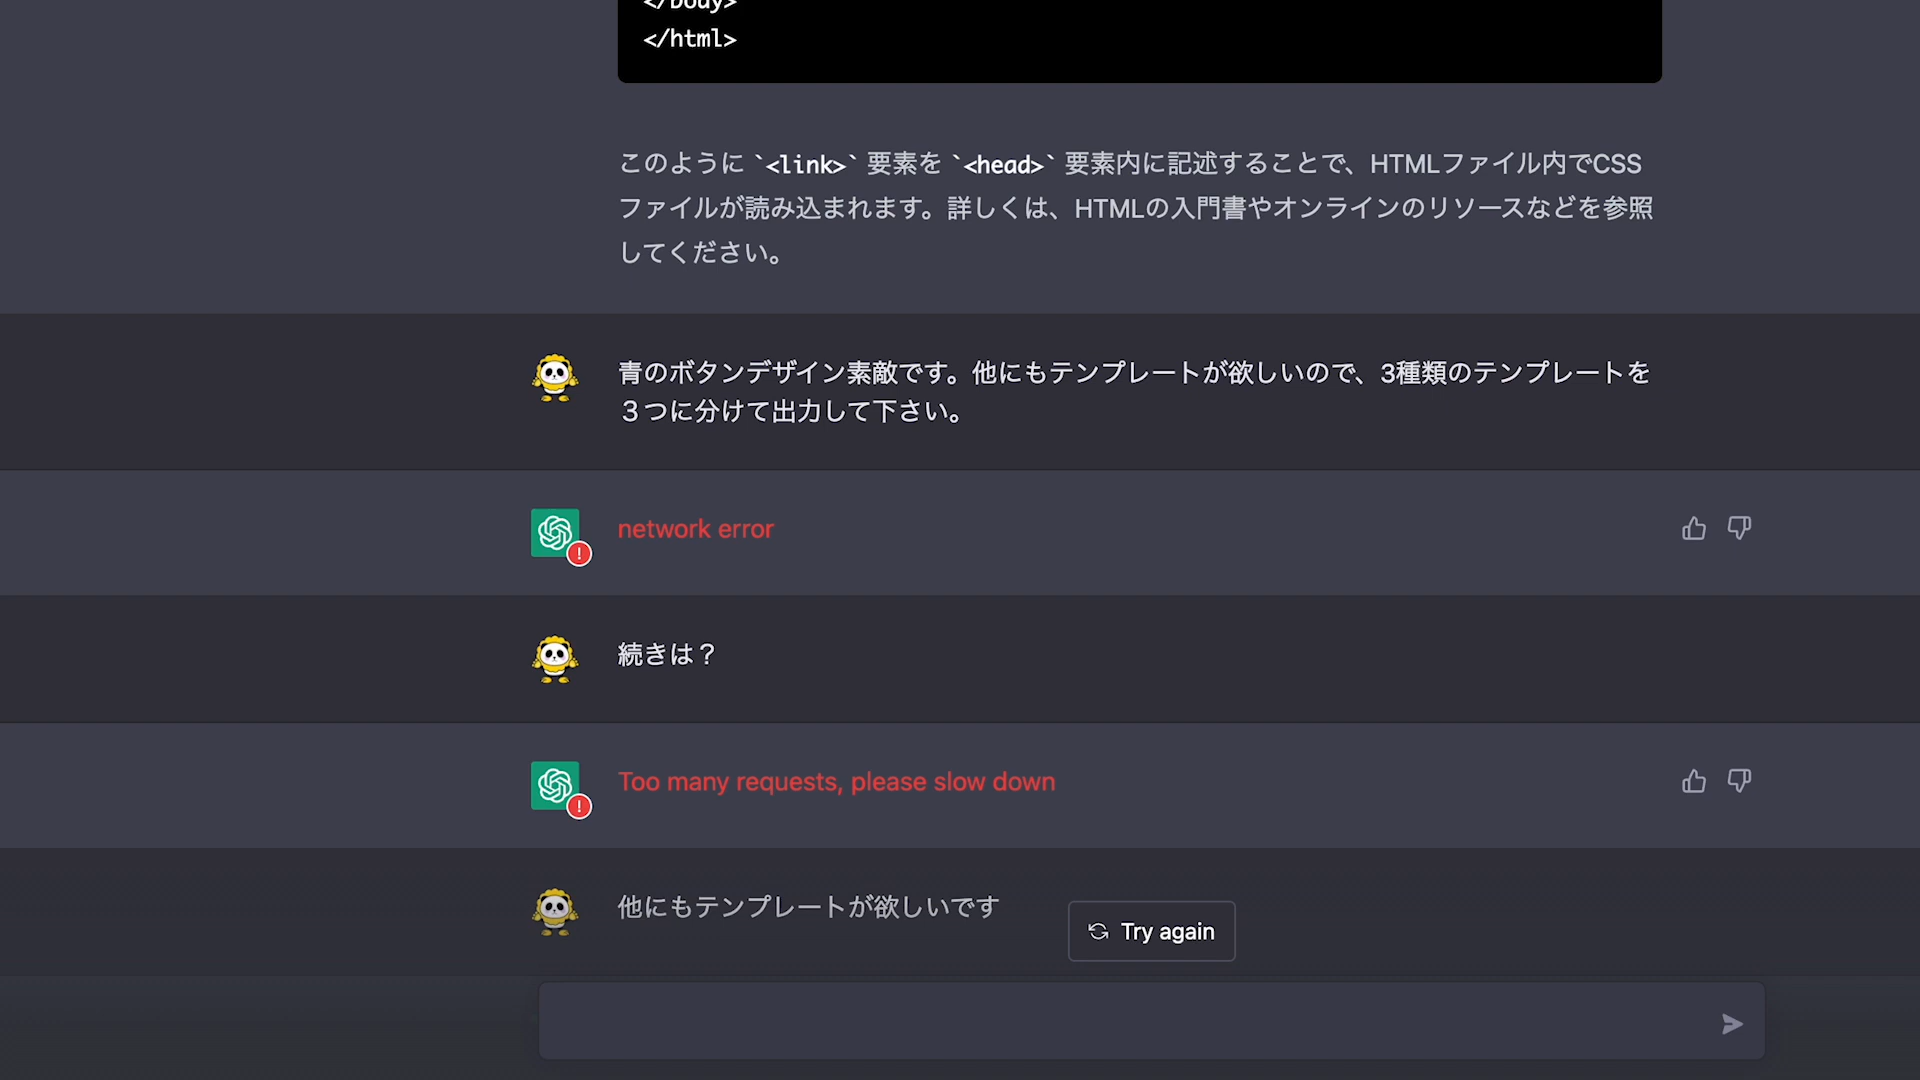 </body>
</html>
このように `<link>` 要素を `<head>` 要素内に記述することで、HTMLファイル内でCSS
ファイルが読み込まれます。詳しくは、HTMLの入門書やオンラインのリソースなどを参照
してください。
青のボタンデザイン素敵です。他にもテンプレートが欲しいので、3種類のテンプレートを
３つに分けて出力して下さい。
network error
続きは？
Too many requests, please slow down
他にもテンプレートが欲しいです
Try again